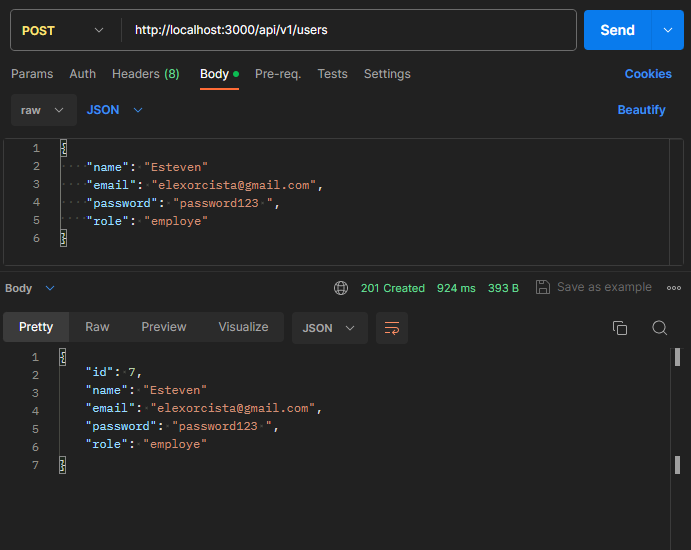 POST http://localhost:3000/api/v1/users Send
Params Auth Headers (8) Body Pre-req. Tests Settings Cookies
raw JSON Beautify
1 {
2 "name": "Esteven"
3 "email": "elexorcista@gmail.com",
4 "password": "password123 ",
5 "role": "employe"
6 }
Body 201 Created 924 ms 393 B Save as example
Pretty Raw Preview Visualize JSON
1 {
2 "id": 7,
3 "name": "Esteven"
4 "email": "elexorcista@gmail.com",
5 "password": "password123 ",
6 "role": "employe"
7 }